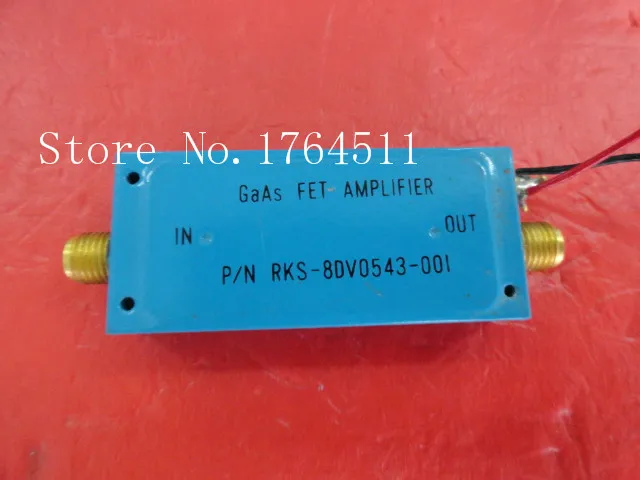 Store No.1764511
GaAs FET AMPLIFIER
IN
OUT
P/N RKS-8DV0543-001